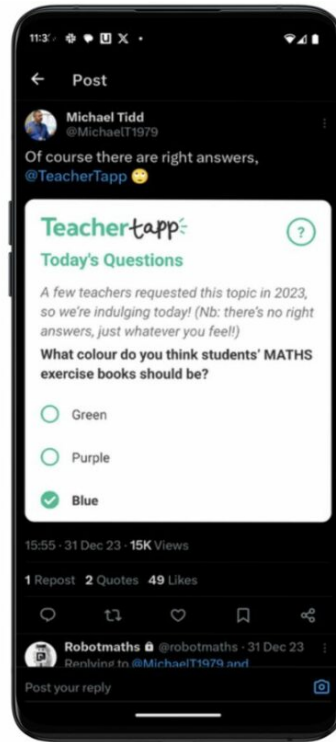 Post
Michael Tidd
@MichaelT1979
Of course there are right answers,
@TeacherTapp
Teachertapp
?
Today's Questions
A few teachers requested this topic in 2023,
so we're indulging today! (Nb: there's no right
answers, just whatever you feel!)
What colour do you think students' MATHS
exercise books should be?
Green
Purple
Blue
15:55 · 31 Dec 23 · 15K Views
1 Repost 2 Quotes 49 Likes
Robotmaths @robotmaths · 31 Dec 23
Replying to @MichaelT1979 and
Post your reply